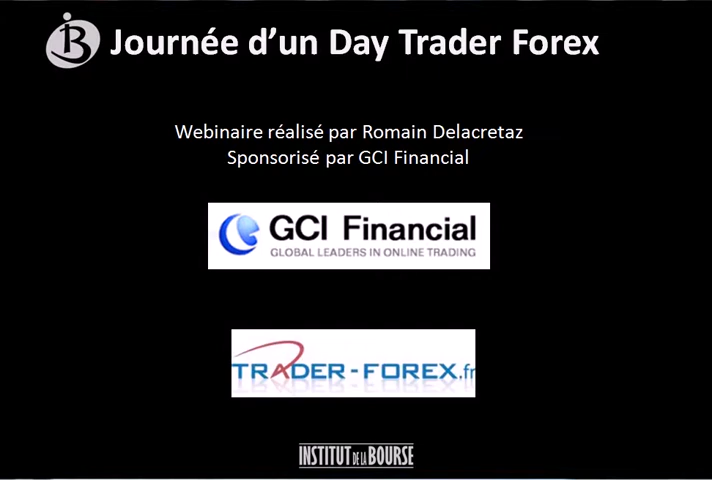 Journée d'un Day Trader Forex
Webinaire réalisé par Romain Delacretaz
Sponsorisé par GCI Financial
GCI Financial
GLOBAL LEADERS IN ONLINE TRADING
TRADER-FOREX.fr
INSTITUT DE LA BOURSE